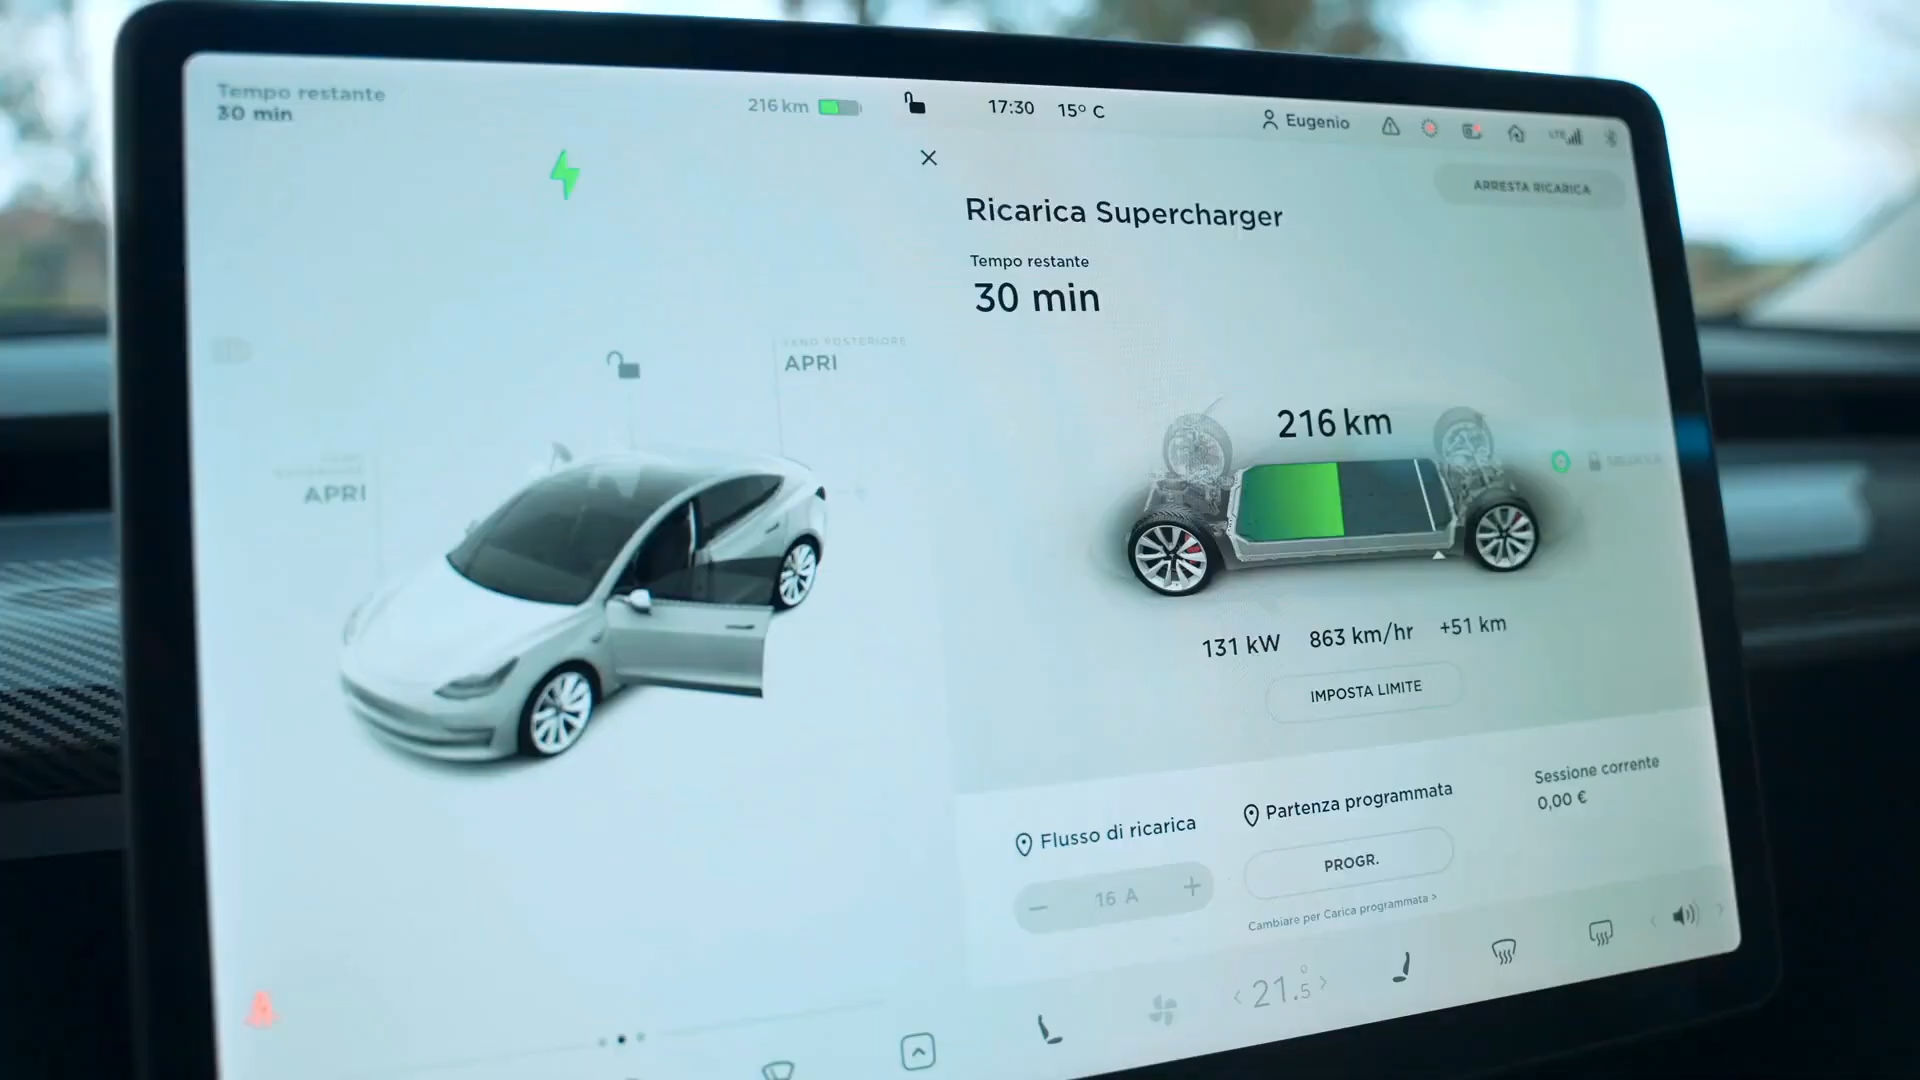 Tempo restante
30 min
216 km
17:30
15° C
Eugenio
LTE
ARRESTA RICARICA
Ricarica Supercharger
Tempo restante
30 min
POSTERIORE
APRI
APRI
216 km
131 kW
863 km/hr
+51 km
IMPOSTA LIMITE
Flusso di ricarica
Partenza programmata
Sessione corrente
0,00 €
16 A
PROGR.
Cambiare per Carica programmata >
21.5°